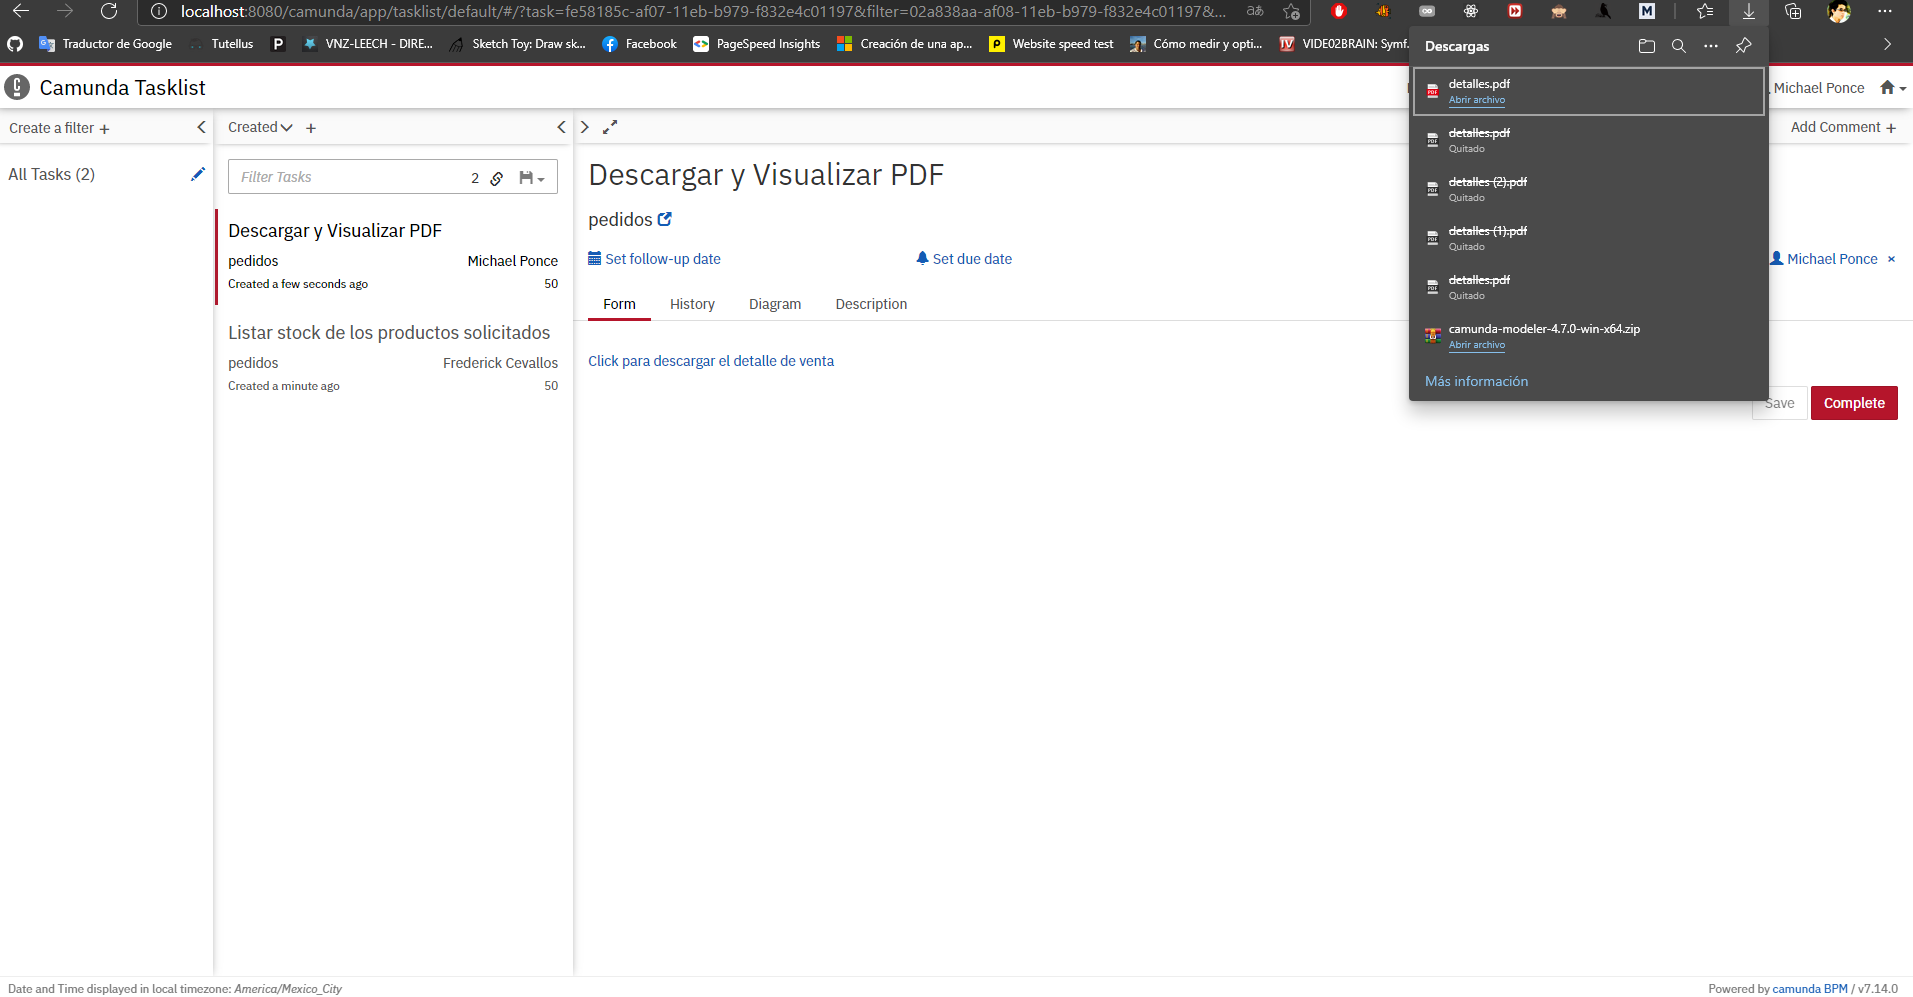 localhost:8080/camunda/app/tasklist/default/#/?task=fe58185c-af07-11eb-b979-f832e4c01197&filter=02a838aa-af08-11eb-b979-f832e4c01197&...
Traductor de Google
Tutellus
VNZ-LEECH - DIRE...
Sketch Toy: Draw sk...
Facebook
PageSpeed Insights
Creación de una ap...
Website speed test
Cómo medir y opti...
VIDEO2BRAIN: Symf.
Camunda Tasklist
Michael Ponce
Create a filter +
Created
+
Add Comment +
All Tasks (2)
Filter Tasks
2
Descargar y Visualizar PDF
pedidos
Michael Ponce
Created a few seconds ago
50
Listar stock de los productos solicitados
pedidos
Frederick Cevallos
Created a minute ago
50
Descargar y Visualizar PDF
pedidos
Set follow-up date
Set due date
Michael Ponce ×
Form
History
Diagram
Description
Click para descargar el detalle de venta
Save
Complete
Descargas
detalles.pdf
Abrir archivo
detalles.pdf
Quitado
detalles (2).pdf
Quitado
detalles (1).pdf
Quitado
detalles.pdf
Quitado
camunda-modeler-4.7.0-win-x64.zip
Abrir archivo
Más información
Date and Time displayed in local timezone: America/Mexico_City
Powered by camunda BPM / v7.14.0